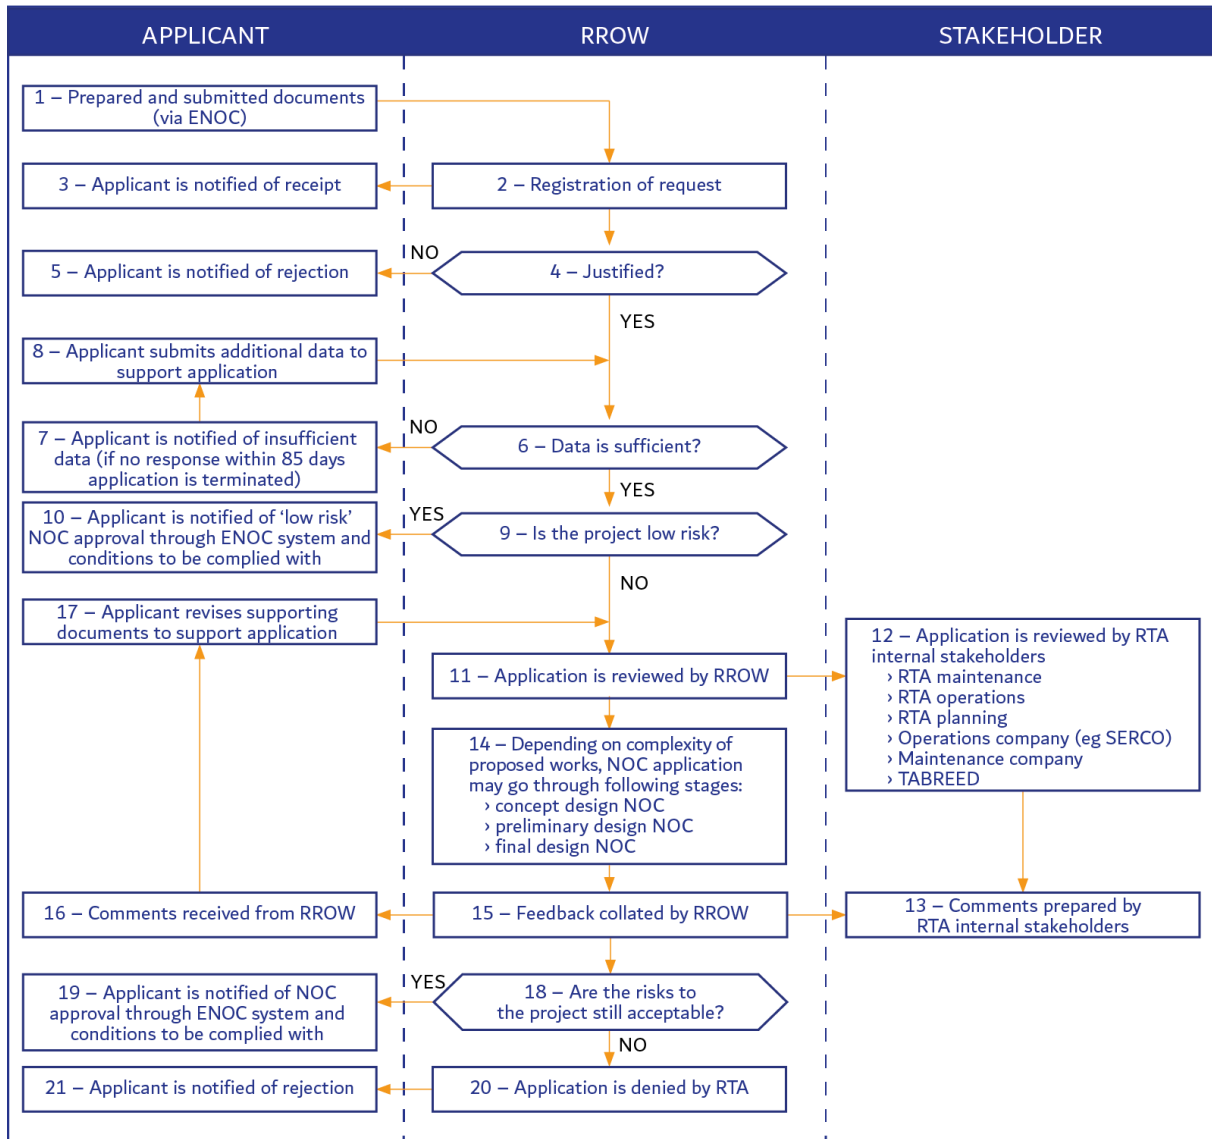 APPLICANT
RROW
STAKEHOLDER
1 – Prepared and submitted documents
(via ENOC)
3 – Applicant is notified of receipt
2 – Registration of request
NO
5 – Applicant is notified of rejection
4 – Justified?
YES
8 – Applicant submits additional data to
support application
NO
7 – Applicant is notified of insufficient
data (if no response within 85 days
application is terminated)
6 – Data is sufficient?
YES
10 – Applicant is notified of ‘low risk’
NOC approval through ENOC system and
conditions to be complied with
YES
9 – Is the project low risk?
NO
17 – Applicant revises supporting
documents to support application
11 – Application is reviewed by RROW
12 – Application is reviewed by RTA
internal stakeholders
› RTA maintenance
› RTA operations
› RTA planning
› Operations company (eg SERCO)
› Maintenance company
› TABREED
14 – Depending on complexity of
proposed works, NOC application
may go through following stages:
› concept design NOC
› preliminary design NOC
› final design NOC
16 – Comments received from RROW
15 – Feedback collated by RROW
13 – Comments prepared by
RTA internal stakeholders
YES
19 – Applicant is notified of NOC
approval through ENOC system and
conditions to be complied with
18 – Are the risks to
the project still acceptable?
NO
21 – Applicant is notified of rejection
20 – Application is denied by RTA